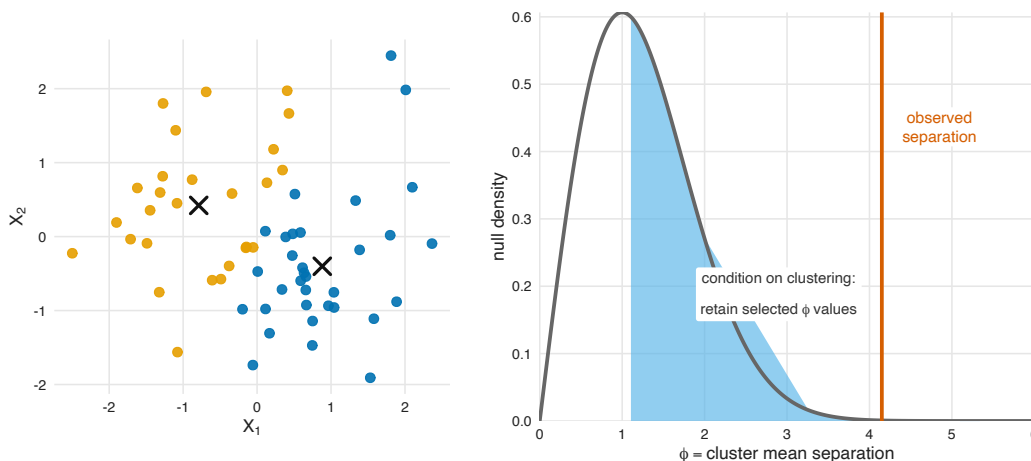 2
1
0
-1
-2
X2
-2
-1
0
1
2
X1
0.6
0.5
0.4
0.3
0.2
0.1
0.0
null density
observed
separation
condition on clustering:
retain selected ϕ values
0
1
2
3
4
5
ϕ = cluster mean separation